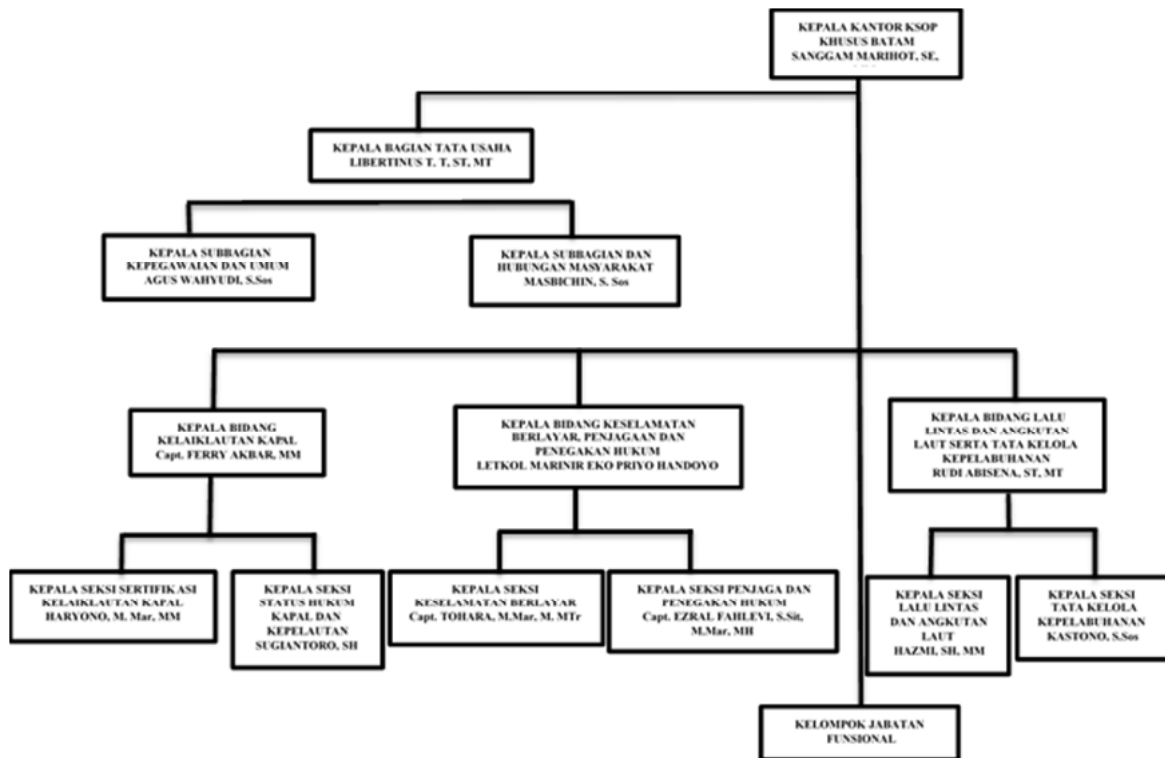 KEPALA KANTOR KSOP
KHUSUS BATAM
SANGGAM MARIHOT, SE,
KEPALA BAGIAN TATA USAHA
LIBERTINUS T. T, ST, MT
KEPALA SUBBAGIAN
KEPEGAWAIAN DAN UMUM
AGUS WAHYUDI, S.Sos
KEPALA SUBBAGIAN DAN
HUBUNGAN MASYARAKAT
MASBICHIN, S. Sos
KEPALA BIDANG
KELAIKLAUTAN KAPAL
Capt. FERRY AKBAR, MM
KEPALA BIDANG KESELAMATAN
BERLAYAR, PENJAGAAN DAN
PENEGAKAN HUKUM
LETKOL MARINIR EKO PRIYO HANDOYO
KEPALA BIDANG LALU
LINTAS DAN ANGKUTAN
LAUT SERTA TATA KELOLA
KEPELABUHANAN
RUDI ABISENA, ST, MT
KEPALA SEKSI SERTIFIKASI
KELAIKLAUTAN KAPAL
HARYONO, M. Mar, MM
KEPALA SEKSI
STATUS HUKUM
KAPAL DAN
KEPELAUTAN
SUGIANTORO, SH
KEPALA SEKSI
KESELAMATAN BERLAYAR
Capt. TOHARA, M.Mar, M. MTr
KEPALA SEKSI PENJAGA DAN
PENEGAKAN HUKUM
Capt. EZRAL FAHLEVI, S.Sit,
M.Mar, MH
KEPALA SEKSI
LALU LINTAS
DAN ANGKUTAN
LAUT
HAZMI, SH, MM
KEPALA SEKSI
TATA KELOLA
KEPELABUHANAN
KASTONO, S.Sos
KELOMPOK JABATAN
FUNSIONAL